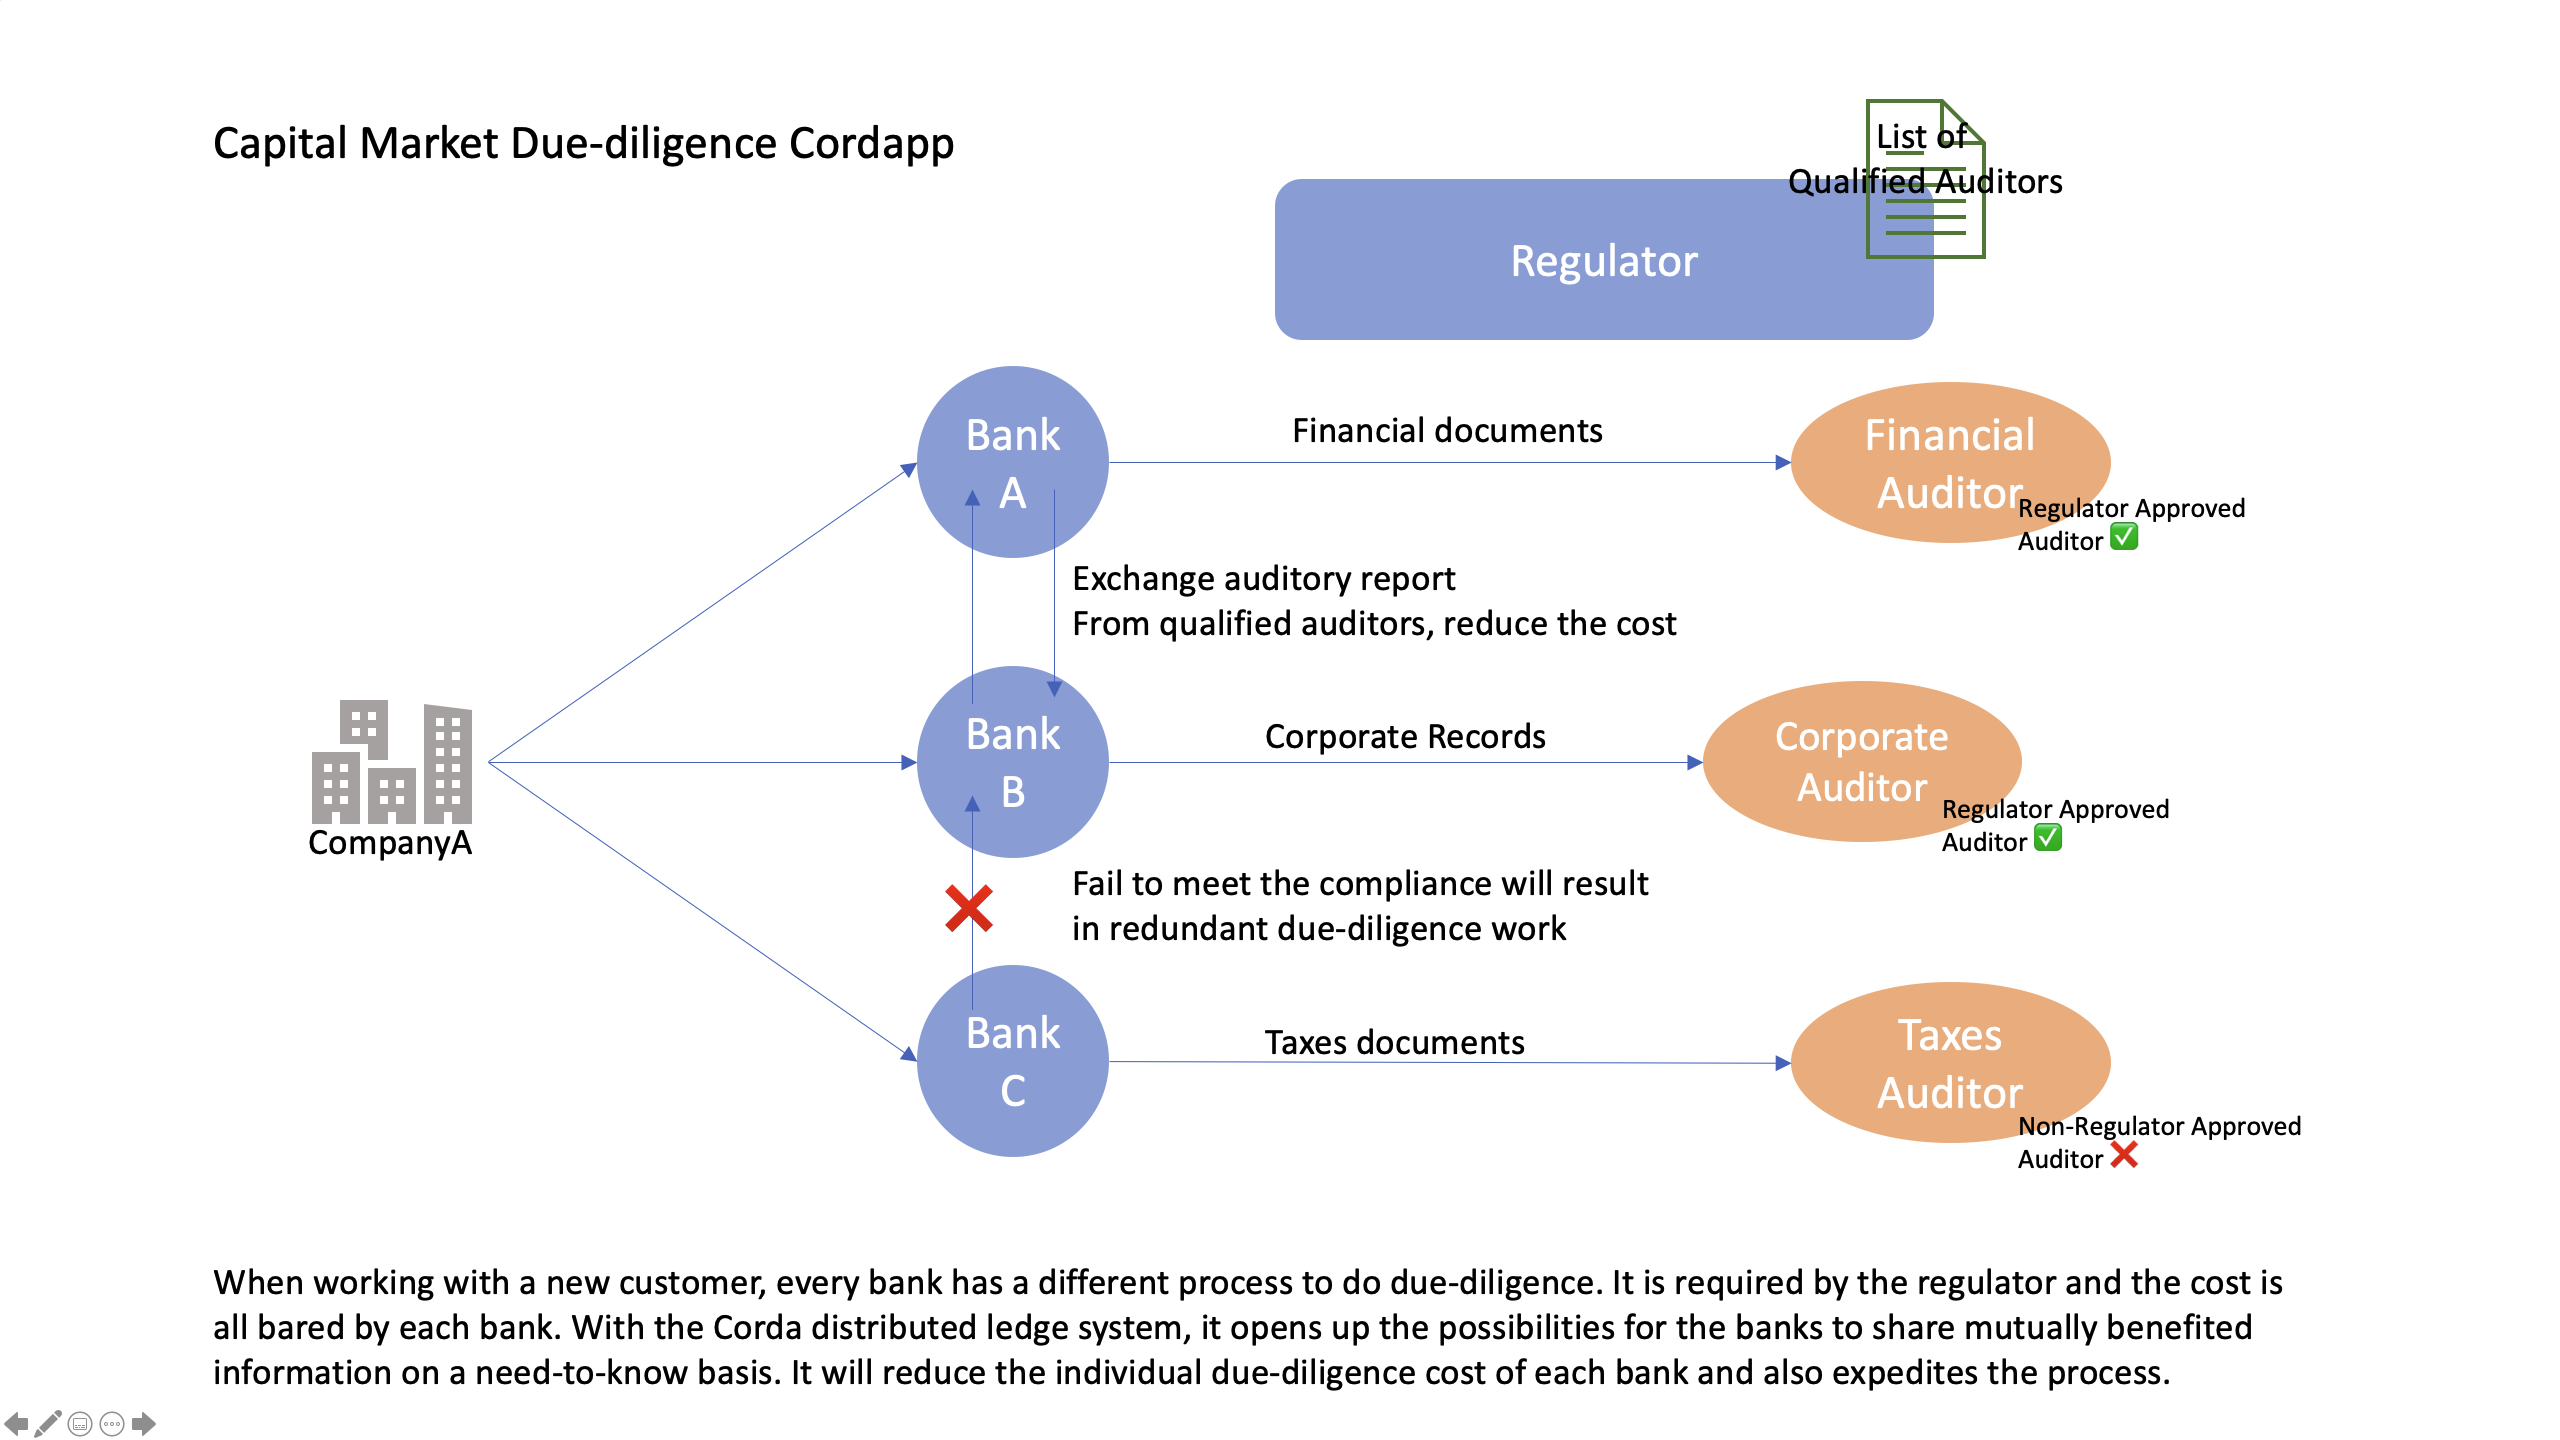 Capital Market Due-diligence Cordapp
List of
Qualified Auditors
Regulator
Bank
A
Financial documents
Financial
Auditor
Regulator Approved
Auditor ✅
Exchange auditory report
From qualified auditors, reduce the cost
CompanyA
Bank
B
Corporate Records
Corporate
Auditor
Regulator Approved
Auditor ✅
Fail to meet the compliance will result
in redundant due-diligence work
Bank
C
Taxes documents
Taxes
Auditor
Non-Regulator Approved
Auditor ❌
When working with a new customer, every bank has a different process to do due-diligence. It is required by the regulator and the cost is
all bared by each bank. With the Corda distributed ledge system, it opens up the possibilities for the banks to share mutually benefited
information on a need-to-know basis. It will reduce the individual due-diligence cost of each bank and also expedites the process.